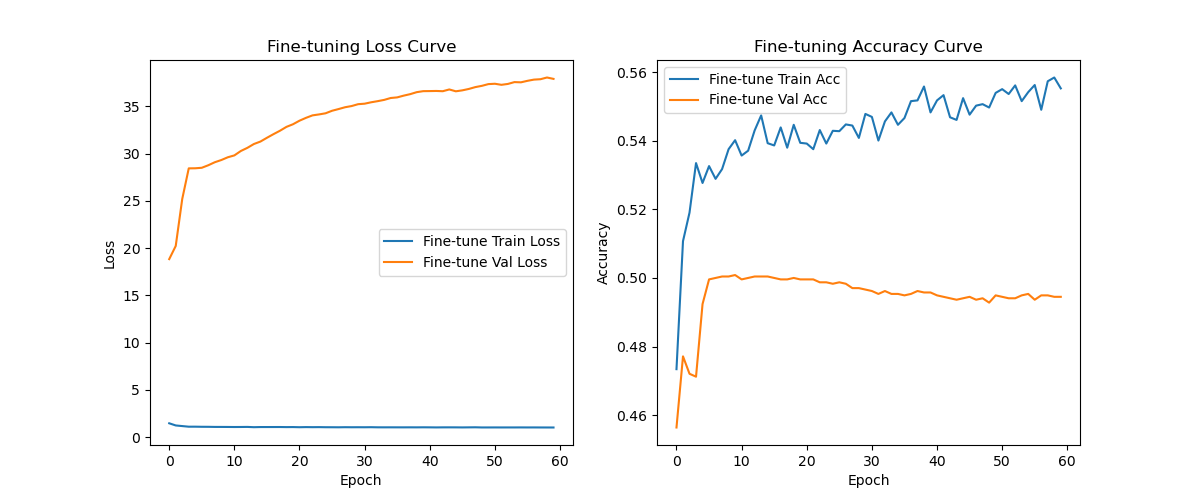 Fine-tuning Loss Curve
35
30
25
20
15
10
5
0
Loss
Fine-tune Train Loss
Fine-tune Val Loss
0 10 20 30 40 50 60
Epoch
Fine-tuning Accuracy Curve
0.56
0.54
0.52
0.50
0.48
0.46
Accuracy
Fine-tune Train Acc
Fine-tune Val Acc
0 10 20 30 40 50 60
Epoch